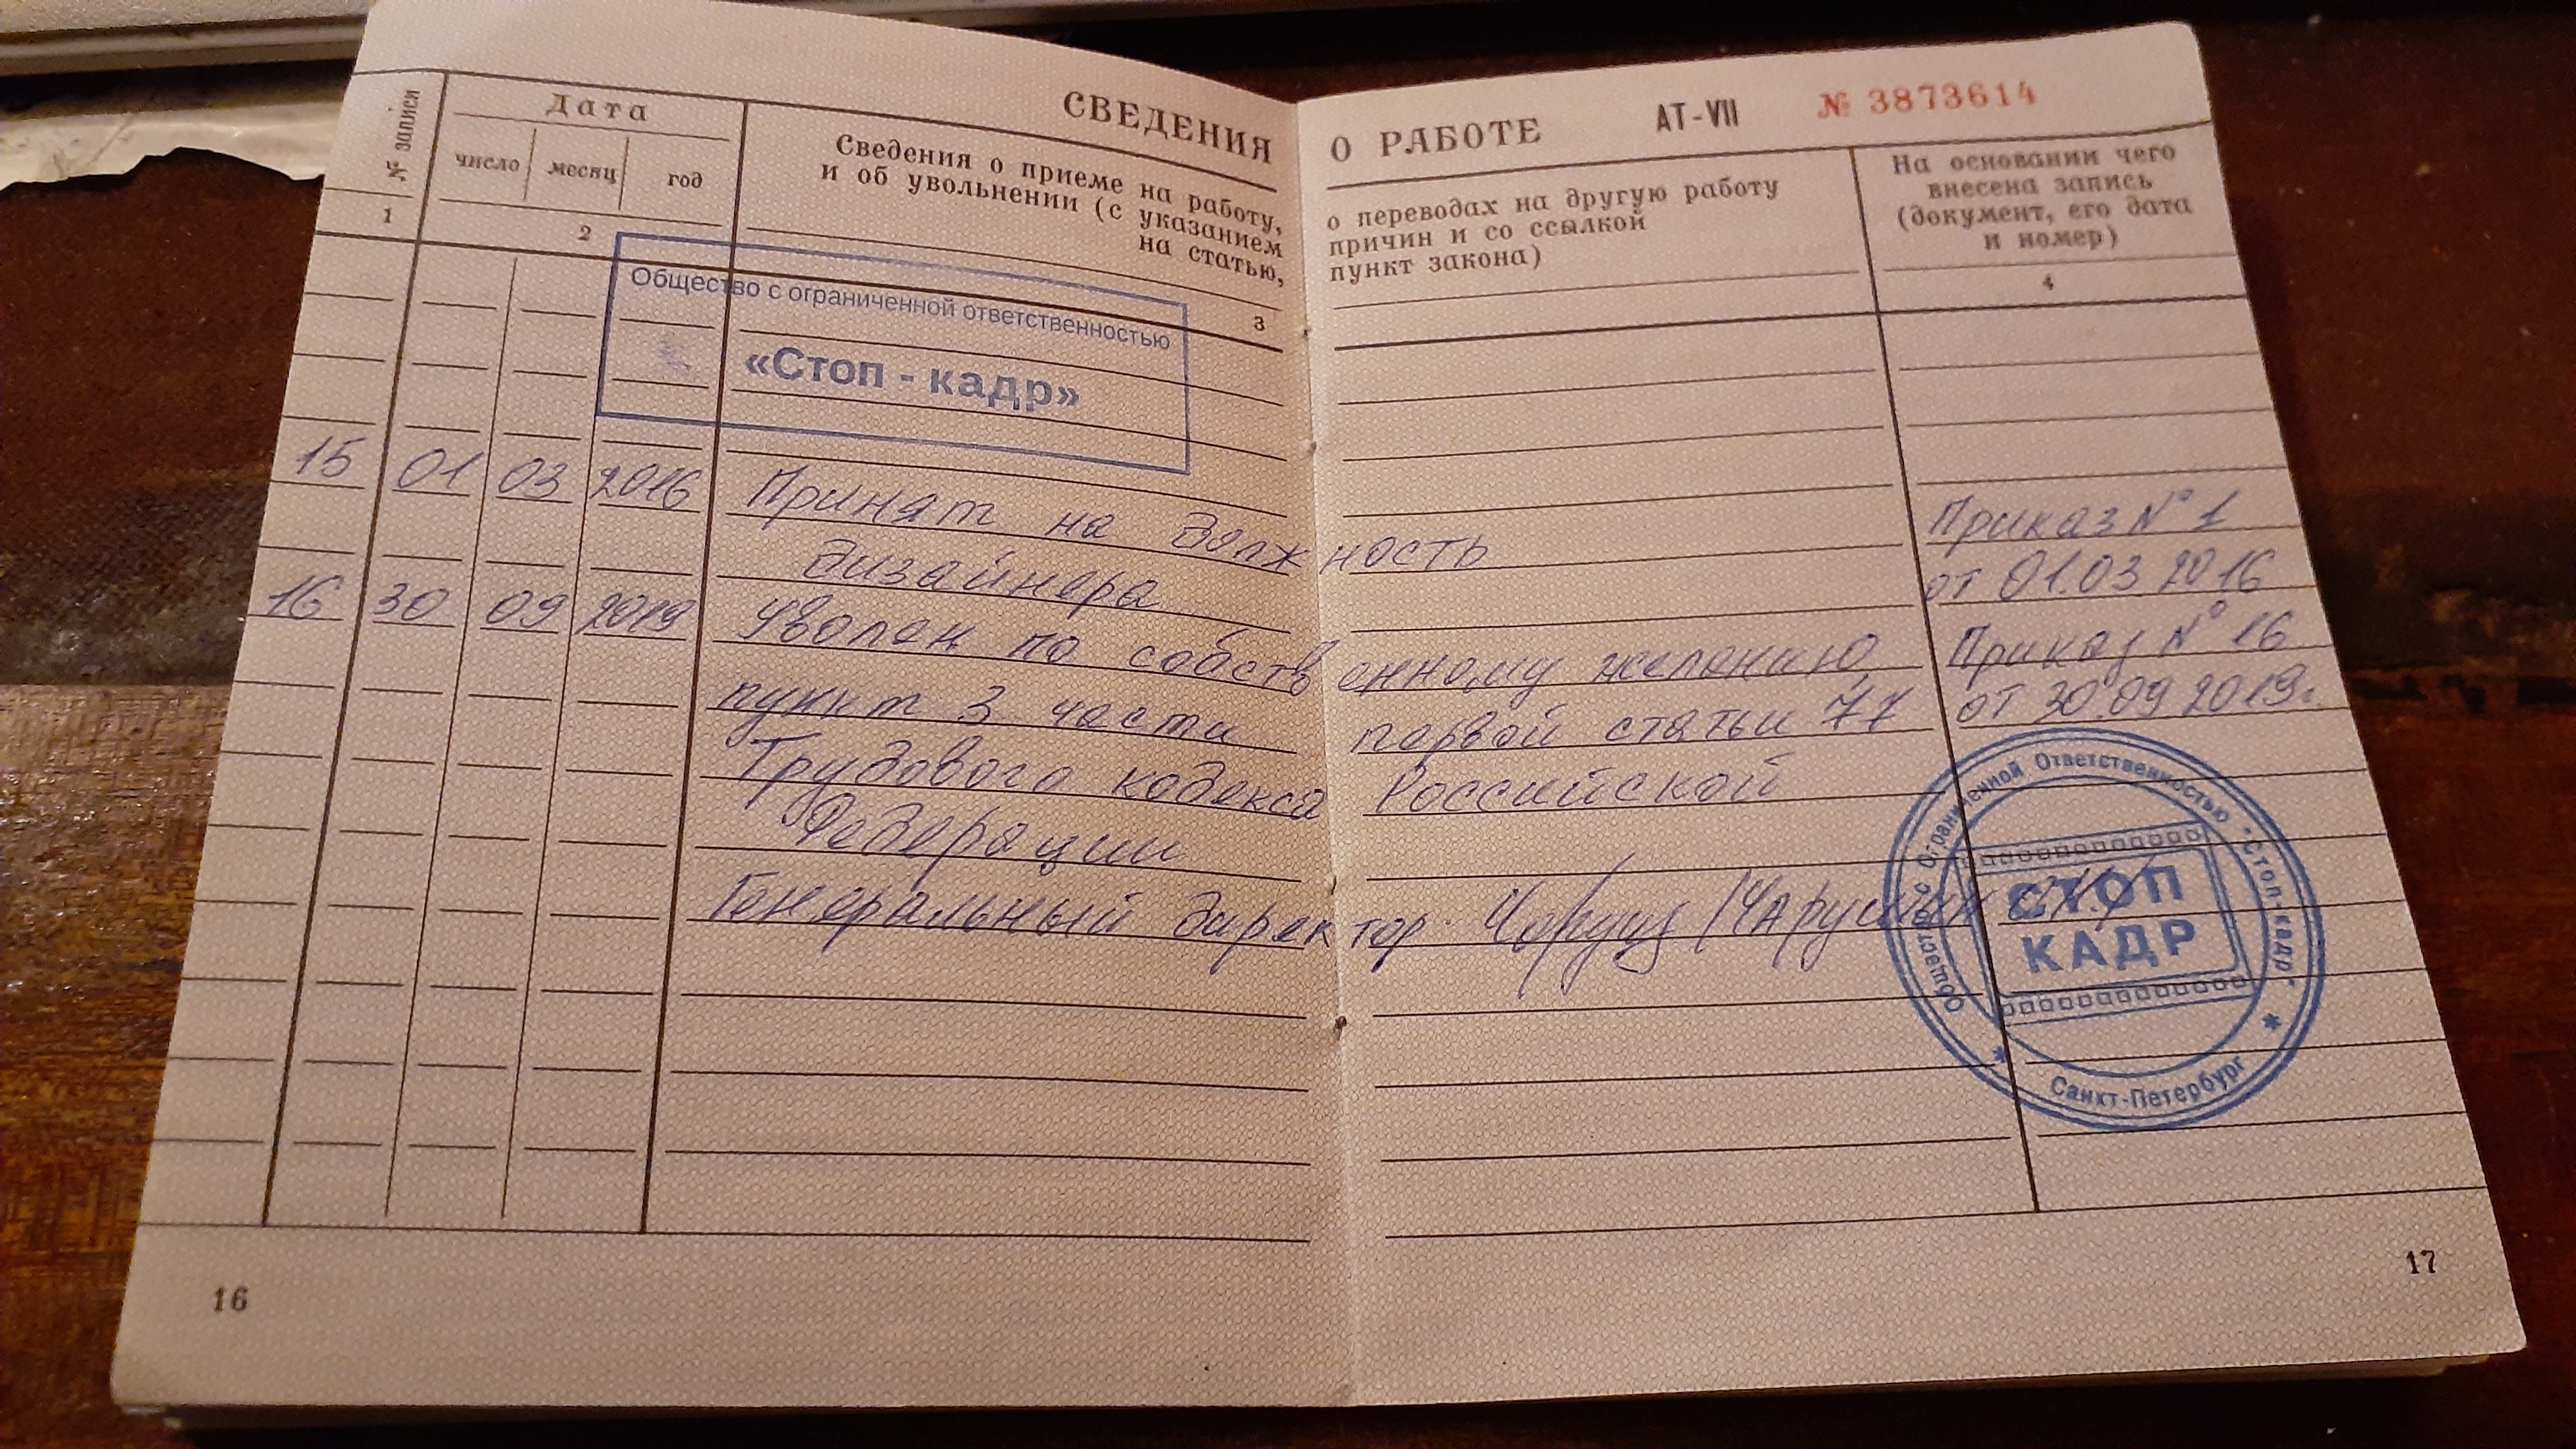 СВЕДЕНИЯ О РАБОТЕ AT-VII № 3873614
№ записи
Дата
число месяц год
Сведения о приеме на работу, о переводах на другую работу
и об увольнении (с указанием причин и со ссылкой
на статью, пункт закона)
На основании чего
внесена запись
(документ, его дата
и номер)
1 2 3 4
Общество с ограниченной ответственностью
«Стоп - кадр»
15 01 03 2016 Принят на должность Приказ № 1
дизайнера от 01.03 2016
16 30 09 2019 Уволен по собственному желанию Приказ № 16
пункт 3 части первой статьи 77 от 30.09 2019г.
Трудового кодекса Российской
Федерации
Генеральный директор
Общество с Ограниченной Ответственностью "Стоп-кадр"
СТОП
КАДР
* Санкт-Петербург *
16 17